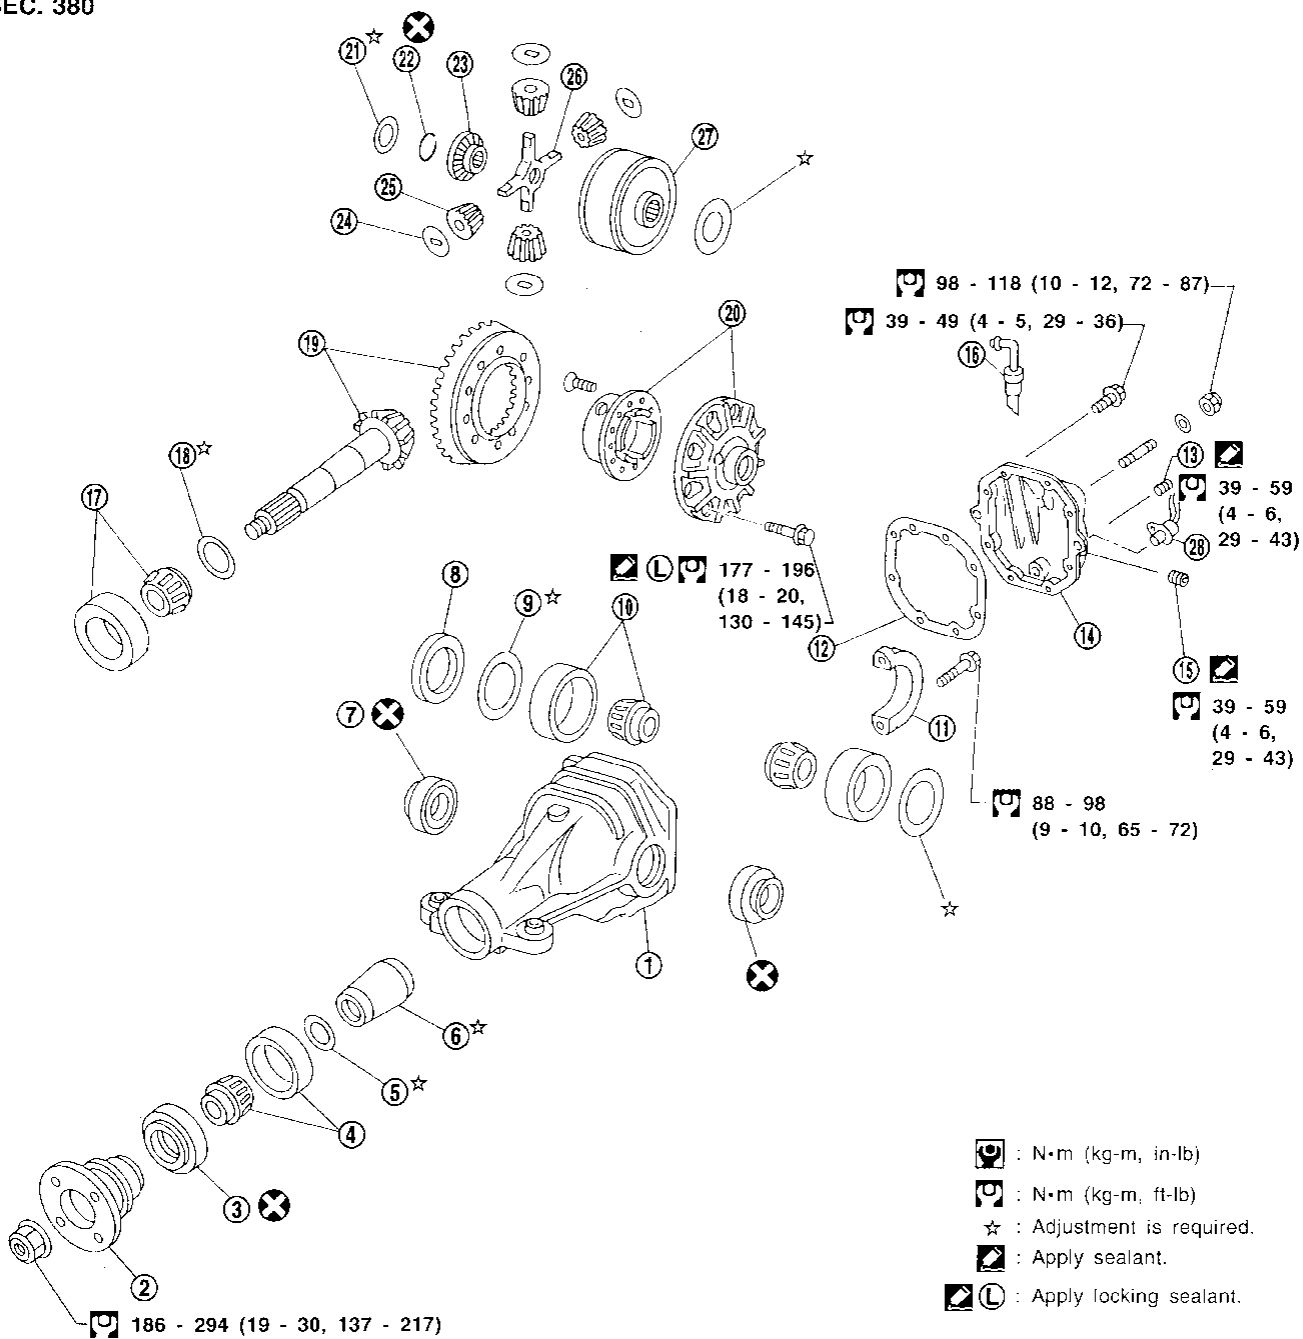 SEC. 380
21 ☆
22
23
26
27
☆
25
24
98 - 118 (10 - 12, 72 - 87)
39 - 49 (4 - 5, 29 - 36)
16
20
19
18 ☆
17
13
39 - 59
(4 - 6,
29 - 43)
28
8
9 ☆
10
L 177 - 196
(18 - 20,
130 - 145)
12
14
15
39 - 59
(4 - 6,
29 - 43)
7
11
88 - 98
(9 - 10, 65 - 72)
☆
1
6 ☆
5 ☆
4
3
2
186 - 294 (19 - 30, 137 - 217)
: N•m (kg-m, in-lb)
: N•m (kg-m, ft-lb)
☆ : Adjustment is required.
: Apply sealant.
L : Apply locking sealant.